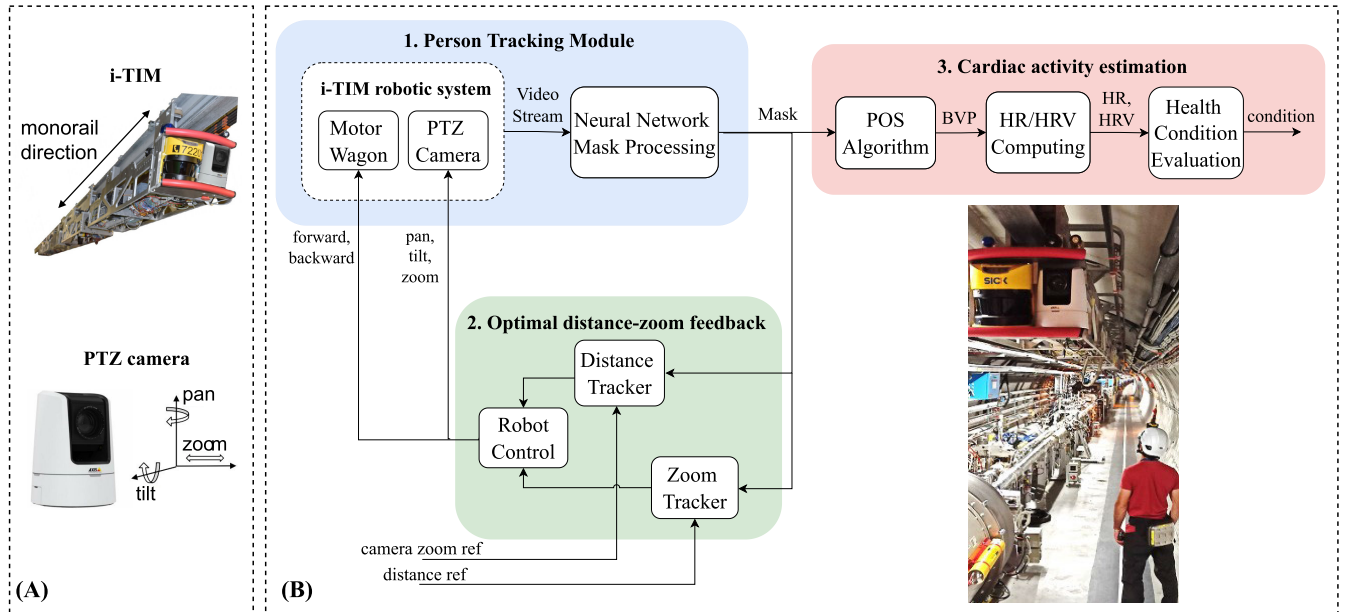 i-TIM
monorail
direction
7220
PTZ camera
pan
zoom
tilt
AXIS
(A)
1. Person Tracking Module
i-TIM robotic system
Motor
Wagon
PTZ
Camera
Video
Stream
Neural Network
Mask Processing
Mask
3. Cardiac activity estimation
POS
Algorithm
BVP
HR/HRV
Computing
HR,
HRV
Health
Condition
Evaluation
condition
forward,
backward
pan,
tilt,
zoom
2. Optimal distance-zoom feedback
Distance
Tracker
Robot
Control
Zoom
Tracker
camera zoom ref
distance ref
SICK
(B)